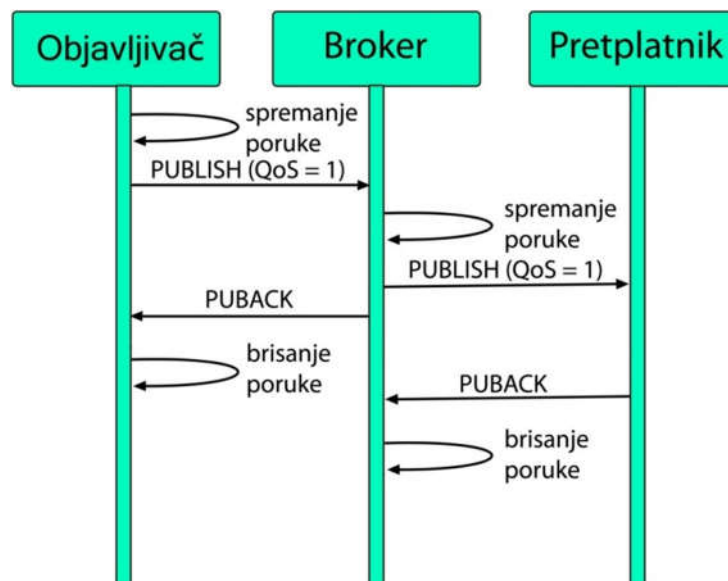 Objavljivač
Broker
Pretplatnik
spremanje
poruke
PUBLISH (QoS = 1)
spremanje
poruke
PUBLISH (QoS = 1)
PUBACK
brisanje
poruke
PUBACK
brisanje
poruke